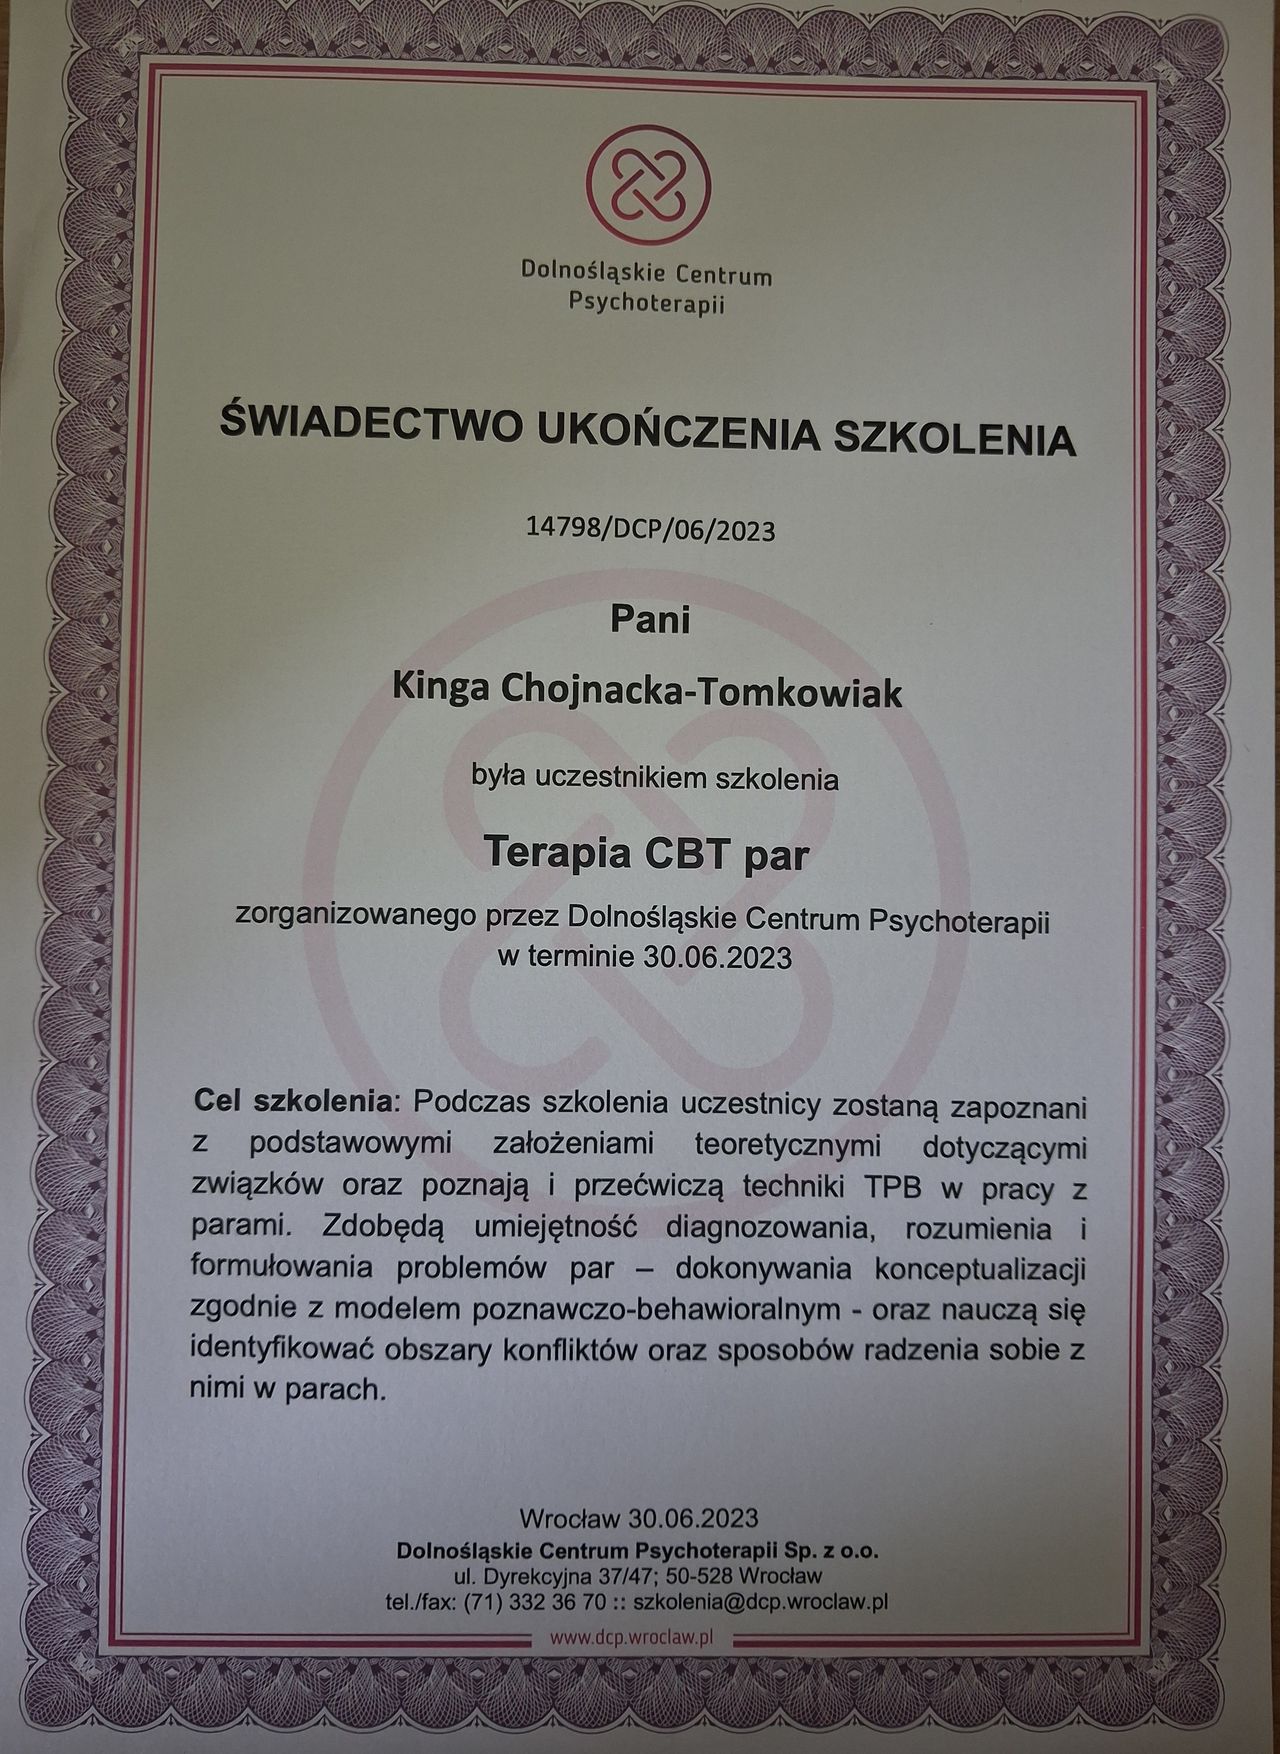 Dolnośląskie Centrum
Psychoterapii
ŚWIADECTWO UKOŃCZENIA SZKOLENIA
14798/DCP/06/2023
Pani
Kinga Chojnacka-Tomkowiak
była uczestnikiem szkolenia
Terapia CBT par
zorganizowanego przez Dolnośląskie Centrum Psychoterapii
w terminie 30.06.2023
Cel szkolenia: Podczas szkolenia uczestnicy zostaną zapoznani
z podstawowymi założeniami teoretycznymi dotyczącymi
związków oraz poznają i przećwiczą techniki TPB w pracy z
parami. Zdobędą umiejętność diagnozowania, rozumienia i
formułowania problemów par – dokonywania konceptualizacji
zgodnie z modelem poznawczo-behawioralnym - oraz nauczą się
identyfikować obszary konfliktów oraz sposobów radzenia sobie z
nimi w parach.
Wrocław 30.06.2023
Dolnośląskie Centrum Psychoterapii Sp. z o.o.
ul. Dyrekcyjna 37/47; 50-528 Wrocław
tel./fax: (71) 332 36 70 :: szkolenia@dcp.wroclaw.pl
www.dcp.wroclaw.pl